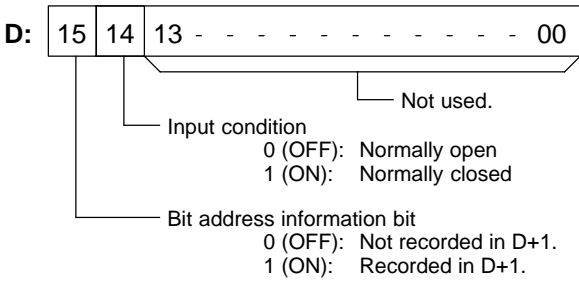 D: 15 14 13 - - - - - - - - - - - - 00
Not used.
Input condition
0 (OFF): Normally open
1 (ON): Normally closed
Bit address information bit
0 (OFF): Not recorded in D+1.
1 (ON): Recorded in D+1.